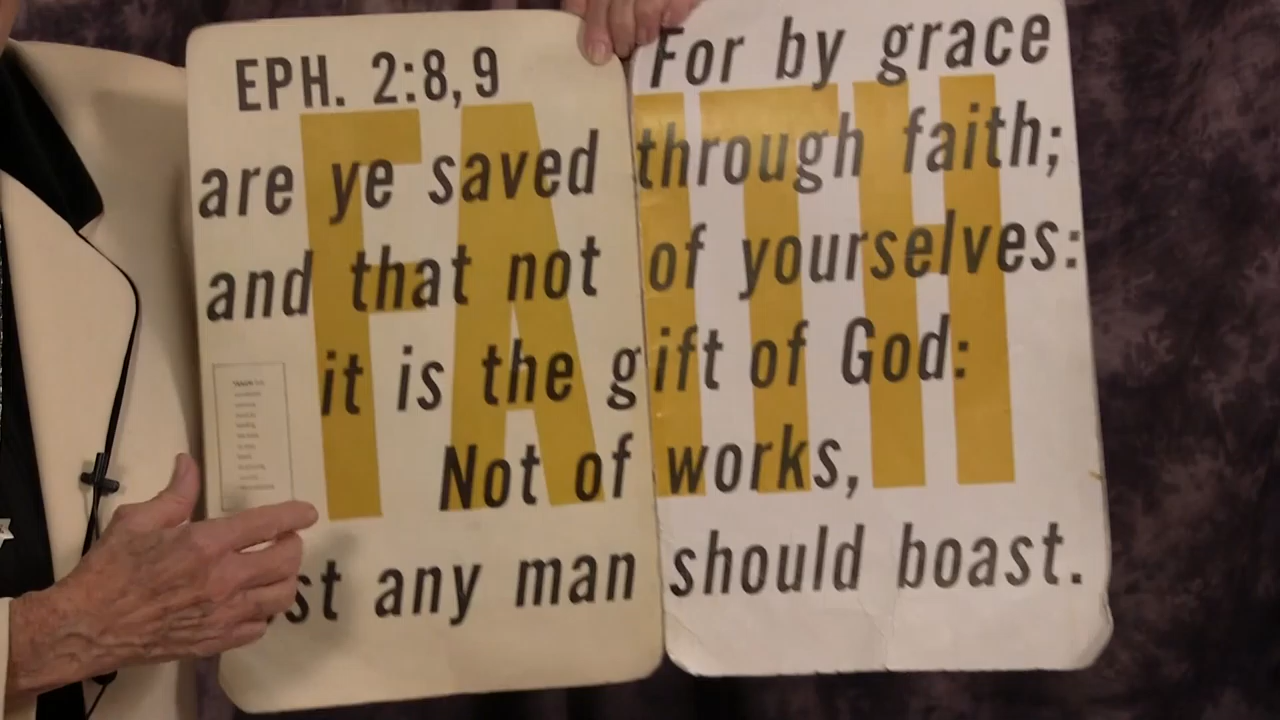 EPH. 2:8,9 For by grace
are ye saved through faith;
and that not of yourselves:
it is the gift of God:
Not of works,
st any man should boast.
FAITH